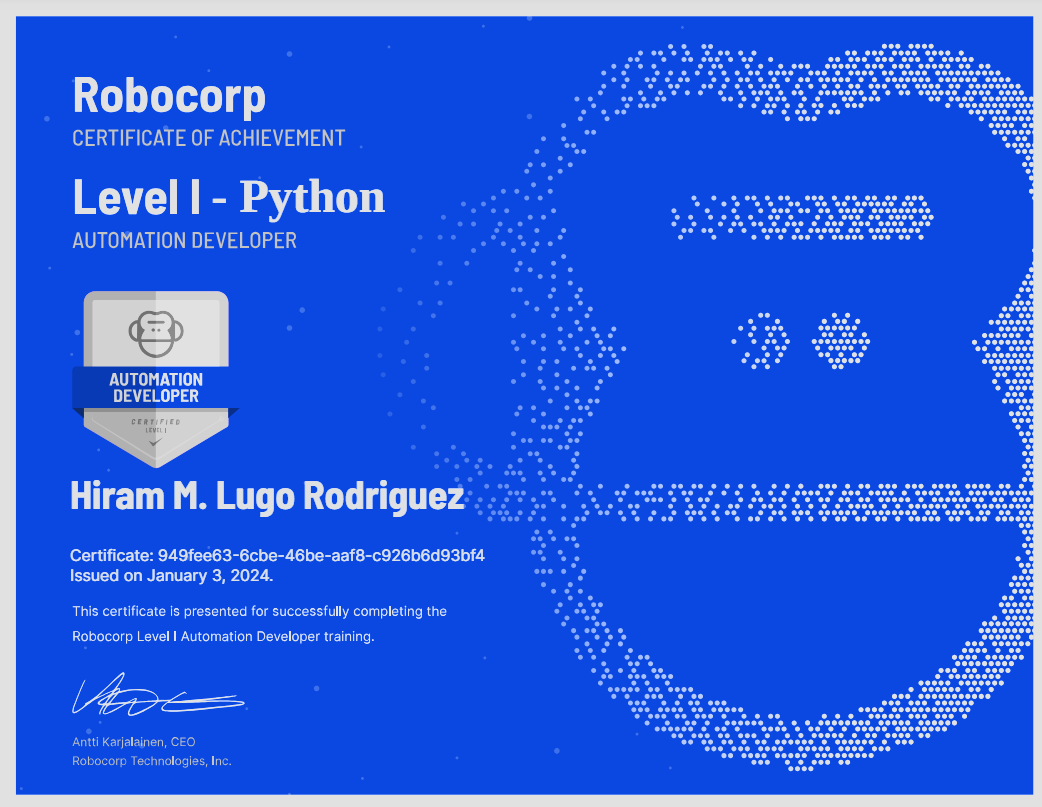 Robocorp
CERTIFICATE OF ACHIEVEMENT
Level I - Python
AUTOMATION DEVELOPER
AUTOMATION
DEVELOPER
CERTIFIED
LEVEL I
Hiram M. Lugo Rodriguez
Certificate: 949fee63-6cbe-46be-aaf8-c926b6d93bf4
Issued on January 3, 2024.
This certificate is presented for successfully completing the
Robocorp Level I Automation Developer training.
Antti Karjalainen, CEO
Robocorp Technologies, Inc.